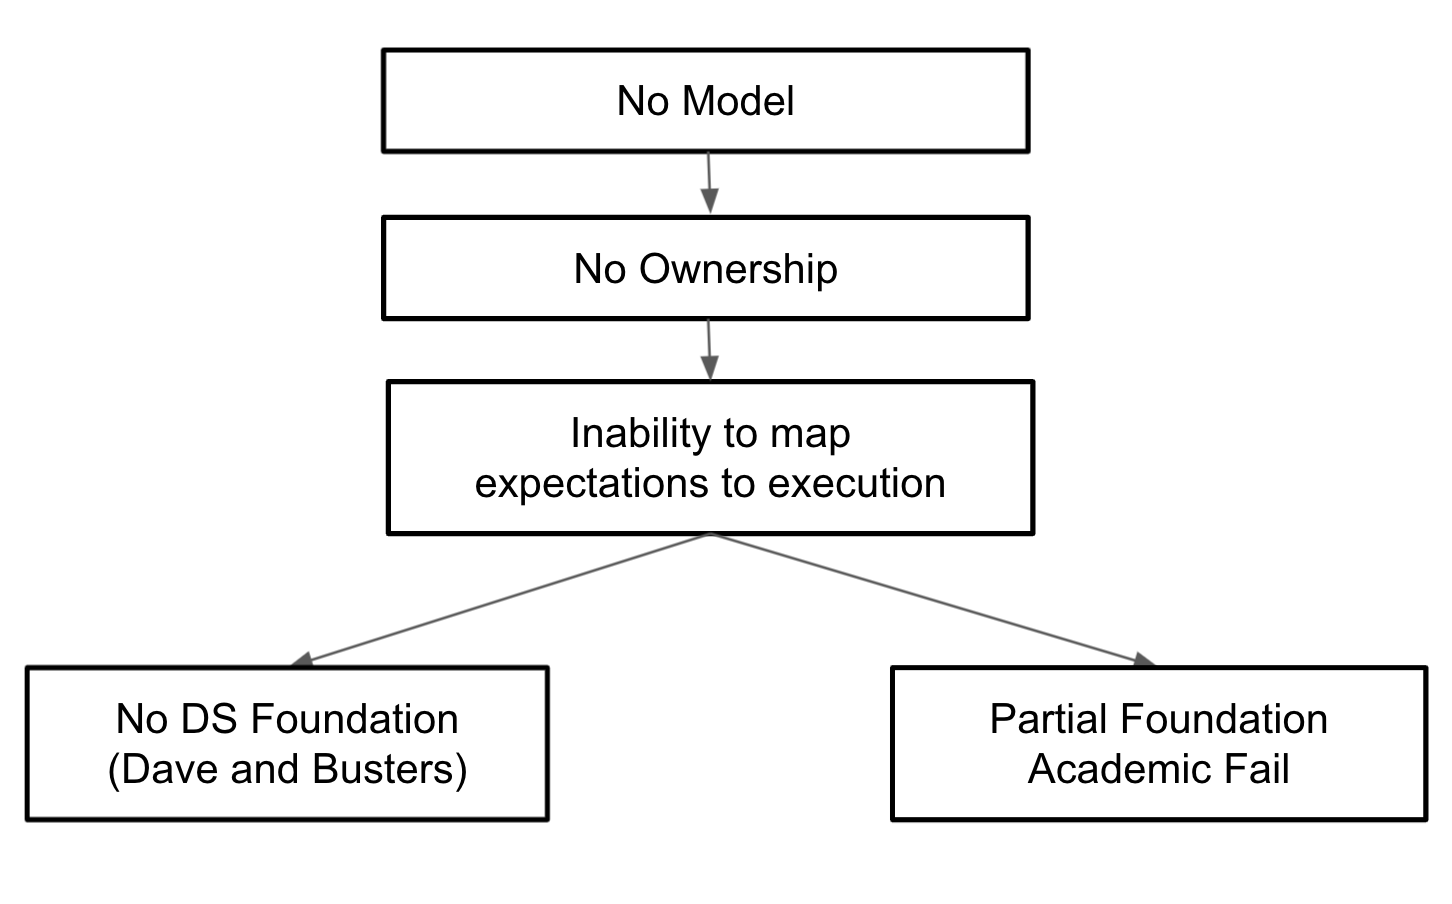 No Model
No Ownership
Inability to map
expectations to execution
No DS Foundation
(Dave and Busters)
Partial Foundation
Academic Fail